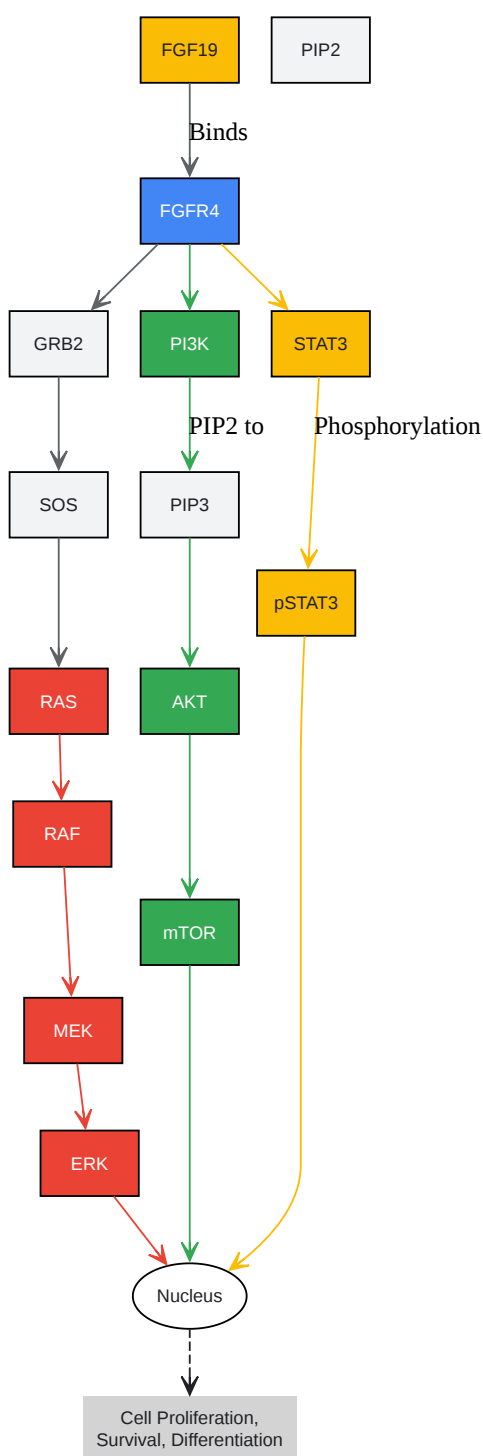 FGF19
PIP2
Binds
FGFR4
GRB2
PI3K
STAT3
PIP2 to
Phosphorylation
SOS
PIP3
pSTAT3
RAS
AKT
RAF
mTOR
MEK
ERK
Nucleus
Cell Proliferation,
Survival, Differentiation